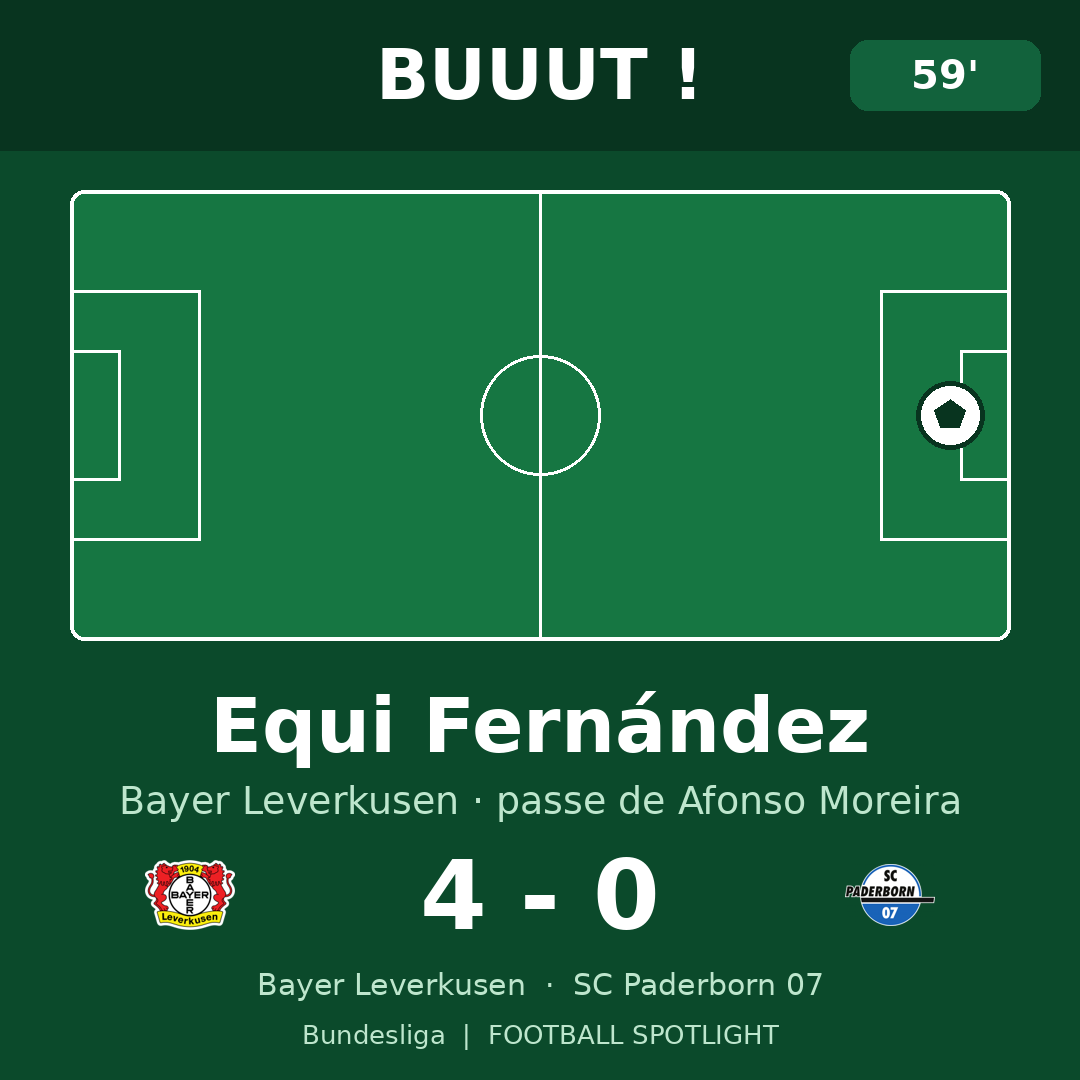 BUUUT !
59'
Equi Fernández
Bayer Leverkusen · passe de Afonso Moreira
1904
BAYER
BAYER
Leverkusen
4 - 0
SC
PADERBORN
07
Bayer Leverkusen · SC Paderborn 07
Bundesliga | FOOTBALL SPOTLIGHT